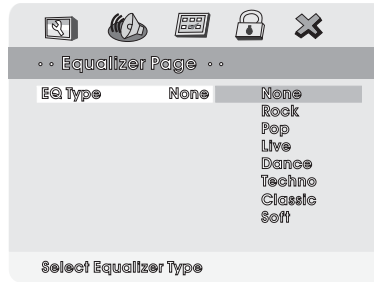 ·· Equalizer Page ··
EQ Type None None
Rock
Pop
Live
Dance
Techno
Classic
Soft
Select Equalizer Type